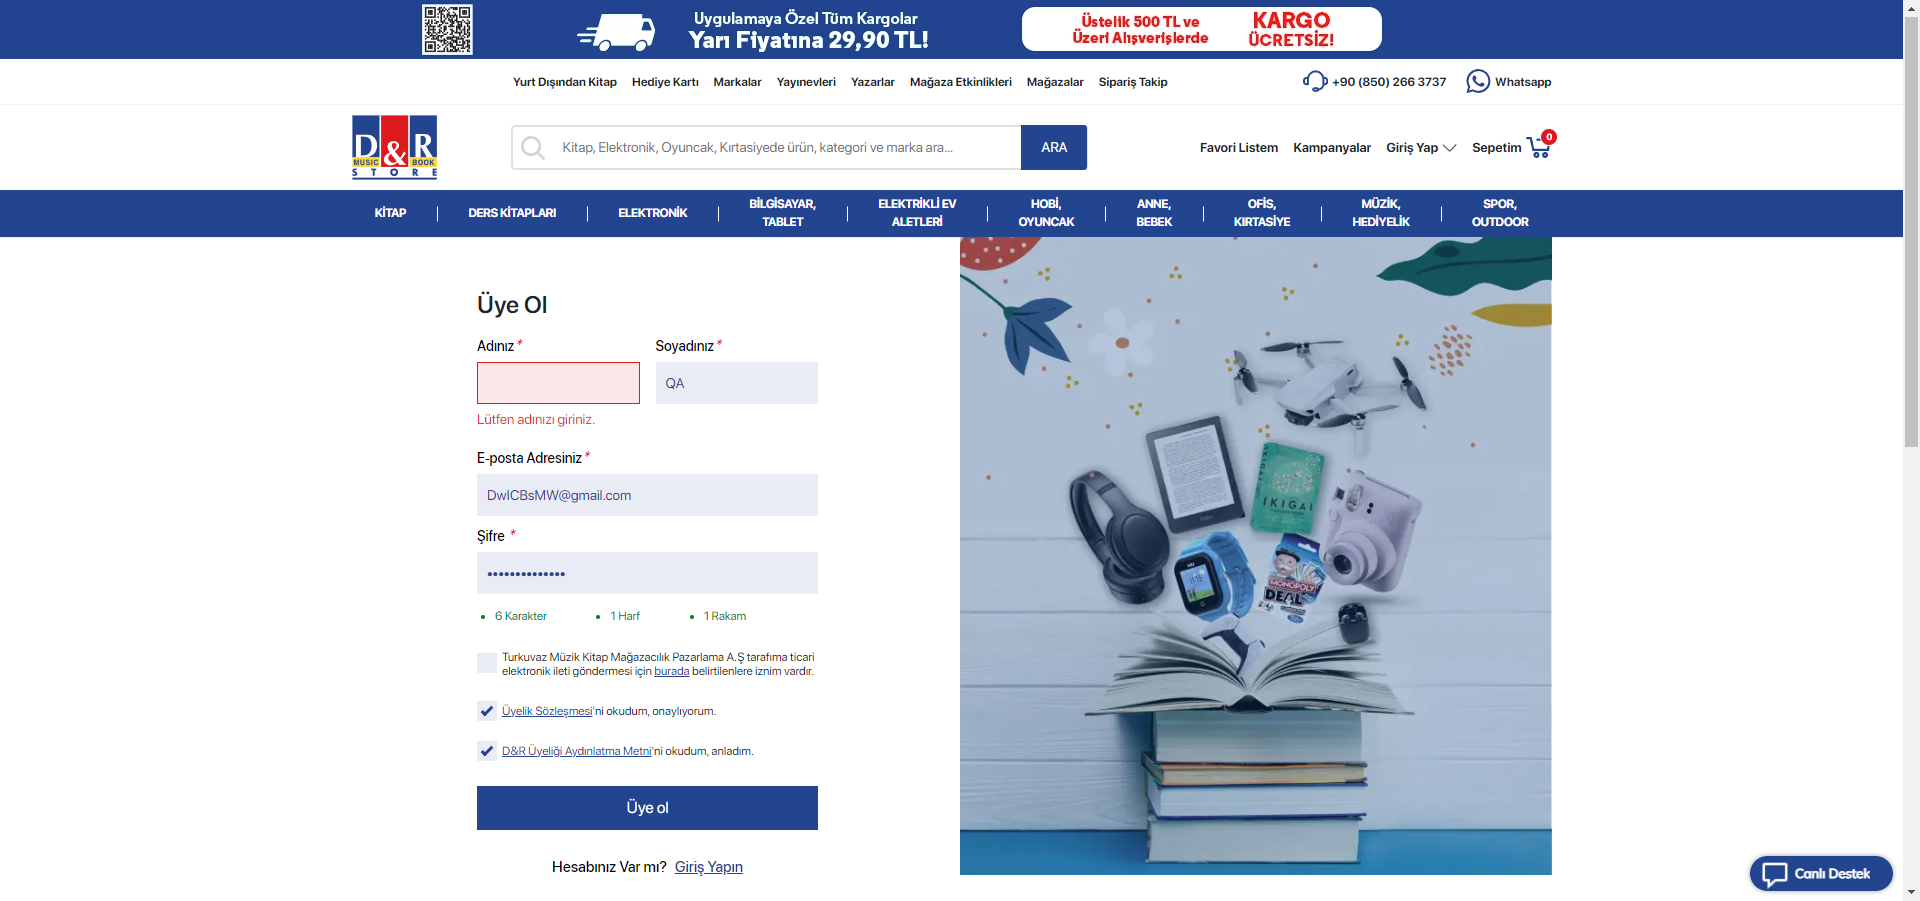 Uygulamaya Özel Tüm Kargolar
Yarı Fiyatına 29,90 TL!
Üstelik 500 TL ve
Üzeri Alışverişlerde
KARGO
ÜCRETSİZ!
Yurt Dışından Kitap
Hediye Kartı
Markalar
Yayınevleri
Yazarlar
Mağaza Etkinlikleri
Mağazalar
Sipariş Takip
+90 (850) 266 3737
Whatsapp
D&R
MUSIC BOOK
STORE
Kitap, Elektronik, Oyuncak, Kırtasiyede ürün, kategori ve marka ara...
ARA
Favori Listem
Kampanyalar
Giriş Yap
Sepetim
0
KİTAP
DERS KİTAPLARI
ELEKTRONİK
BİLGİSAYAR,
TABLET
ELEKTRİKLİ EV
ALETLERİ
HOBİ,
OYUNCAK
ANNE,
BEBEK
OFİS,
KIRTASİYE
MÜZİK,
HEDİYELİK
SPOR,
OUTDOOR
Üye Ol
Adınız*
Soyadınız*
QA
Lütfen adınızı giriniz.
E-posta Adresiniz*
DwlCBsMW@gmail.com
Şifre *
••••••••••••••
• 6 Karakter
• 1 Harf
• 1 Rakam
Turkuvaz Müzik Kitap Mağazacılık Pazarlama A.Ş tarafıma ticari
elektronik ileti göndermesi için burada belirtilenlere iznim vardır.
Üyelik Sözleşmesi'ni okudum, onaylıyorum.
D&R Üyeliği Aydınlatma Metni'ni okudum, anladım.
Üye ol
Hesabınız Var mı? Giriş Yapın
IKIGAI
MONOPOLY
DEAL
Canlı Destek